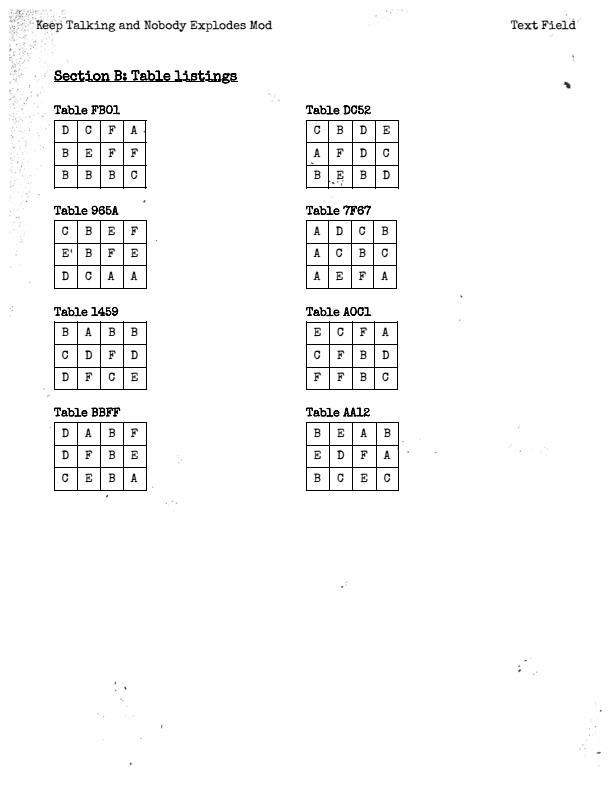 Keep Talking and Nobody Explodes Mod Text Field
Section B: Table listings
Table FB01
D C F A
B E F F
B B B C
Table DC52
C B D E
A F D C
B E B D
Table 965A
C B E F
E B F E
D C A A
Table 7F67
A D C B
A C B C
A E F A
Table 1459
B A B B
C D F D
D F C E
Table A0C1
E C F A
C F B D
F F B C
Table BBFF
D A B F
D F B E
C E B A
Table AA12
B E A B
E D F A
B C E C